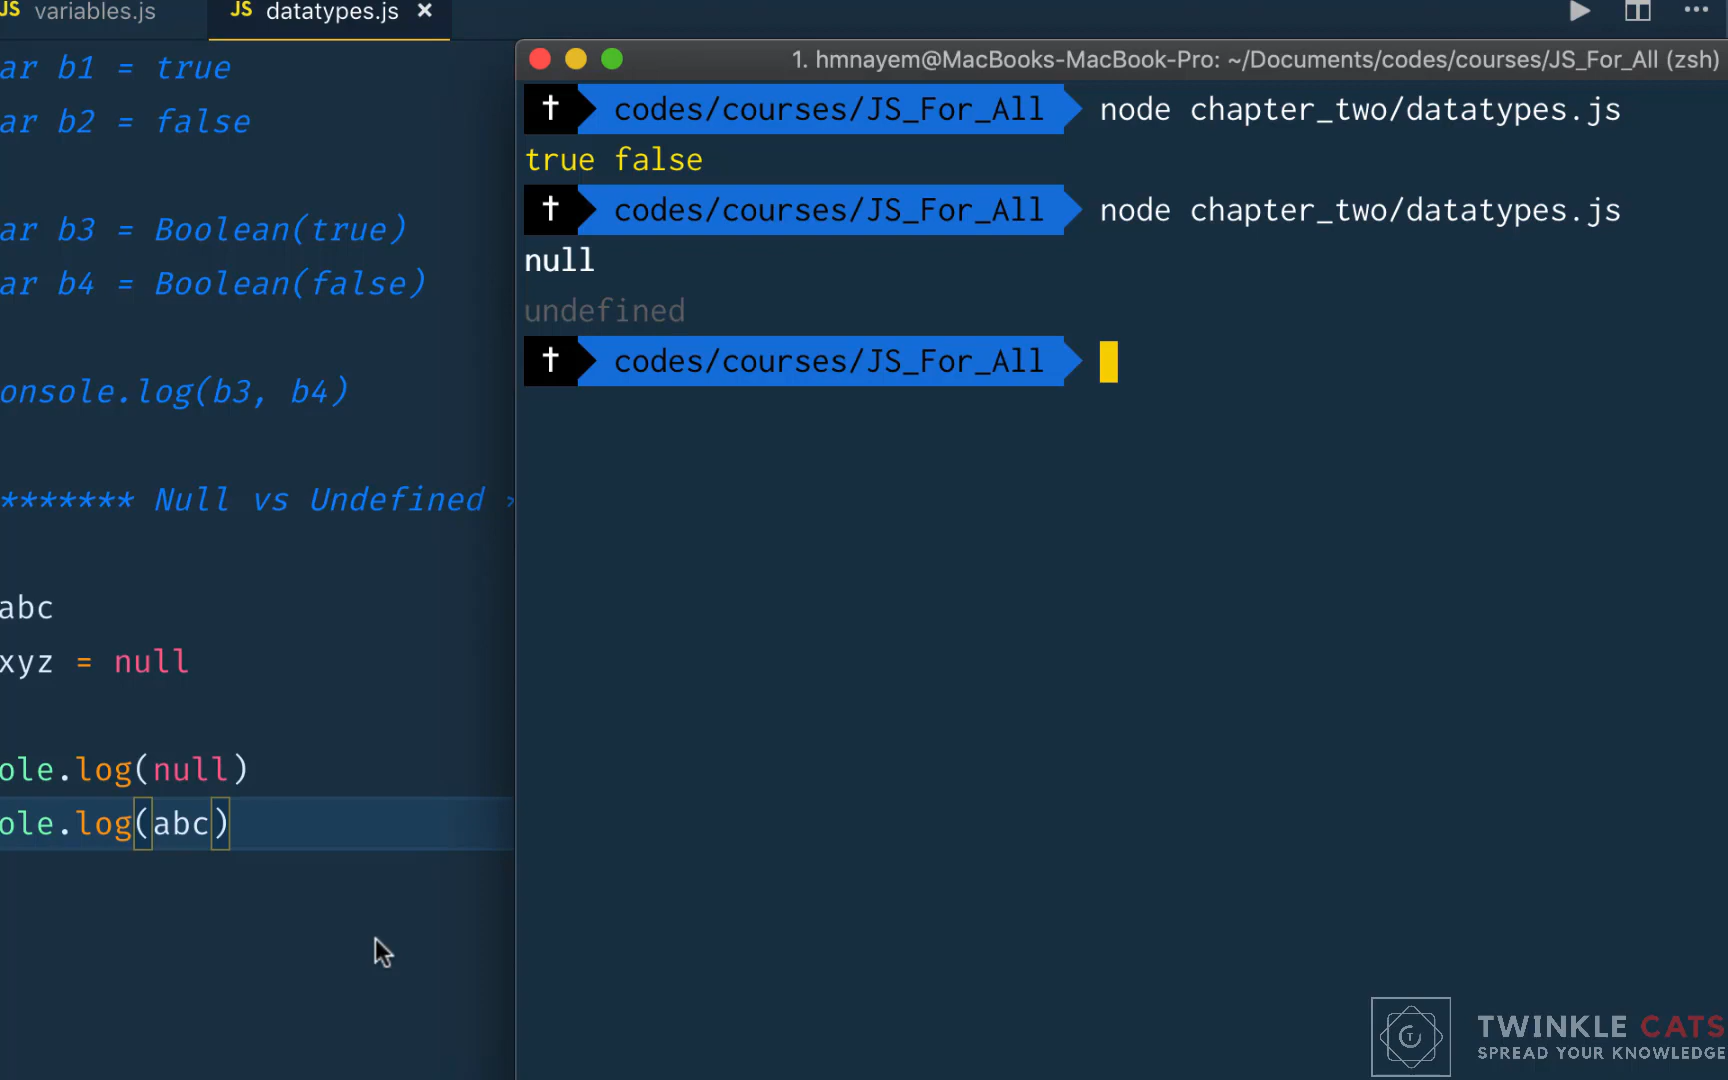 JS variables.js JS datatypes.js ×
ar b1 = true
ar b2 = false
ar b3 = Boolean(true)
ar b4 = Boolean(false)
onsole.log(b3, b4)
******* Null vs Undefined
abc
xyz = null
ole.log(null)
ole.log(abc)
1. hmnayem@MacBooks-MacBook-Pro: ~/Documents/codes/courses/JS_For_All (zsh)
† codes/courses/JS_For_All node chapter_two/datatypes.js
true false
† codes/courses/JS_For_All node chapter_two/datatypes.js
null
undefined
† codes/courses/JS_For_All
TWINKLE CATS
SPREAD YOUR KNOWLEDGE